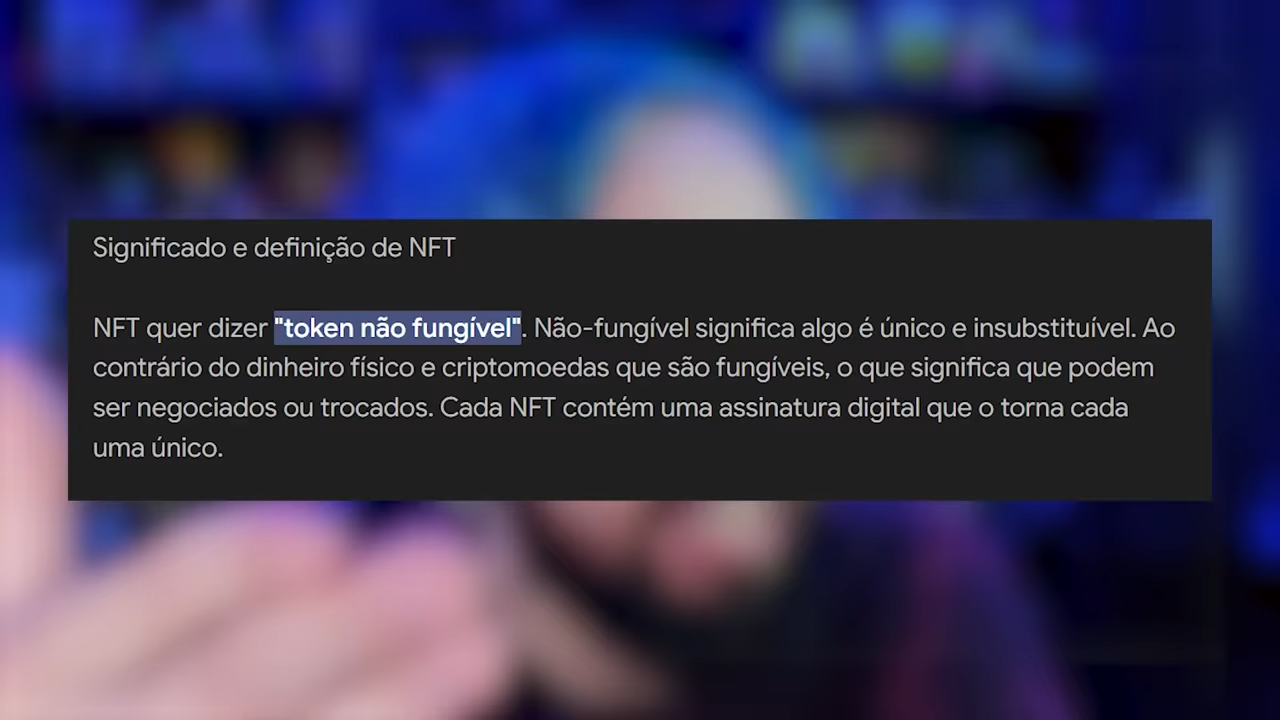 Significado e definição de NFT
NFT quer dizer "token não fungível". Não-fungível significa algo é único e insubstituível. Ao
contrário do dinheiro físico e criptomoedas que são fungíveis, o que significa que podem
ser negociados ou trocados. Cada NFT contém uma assinatura digital que o torna cada
uma único.